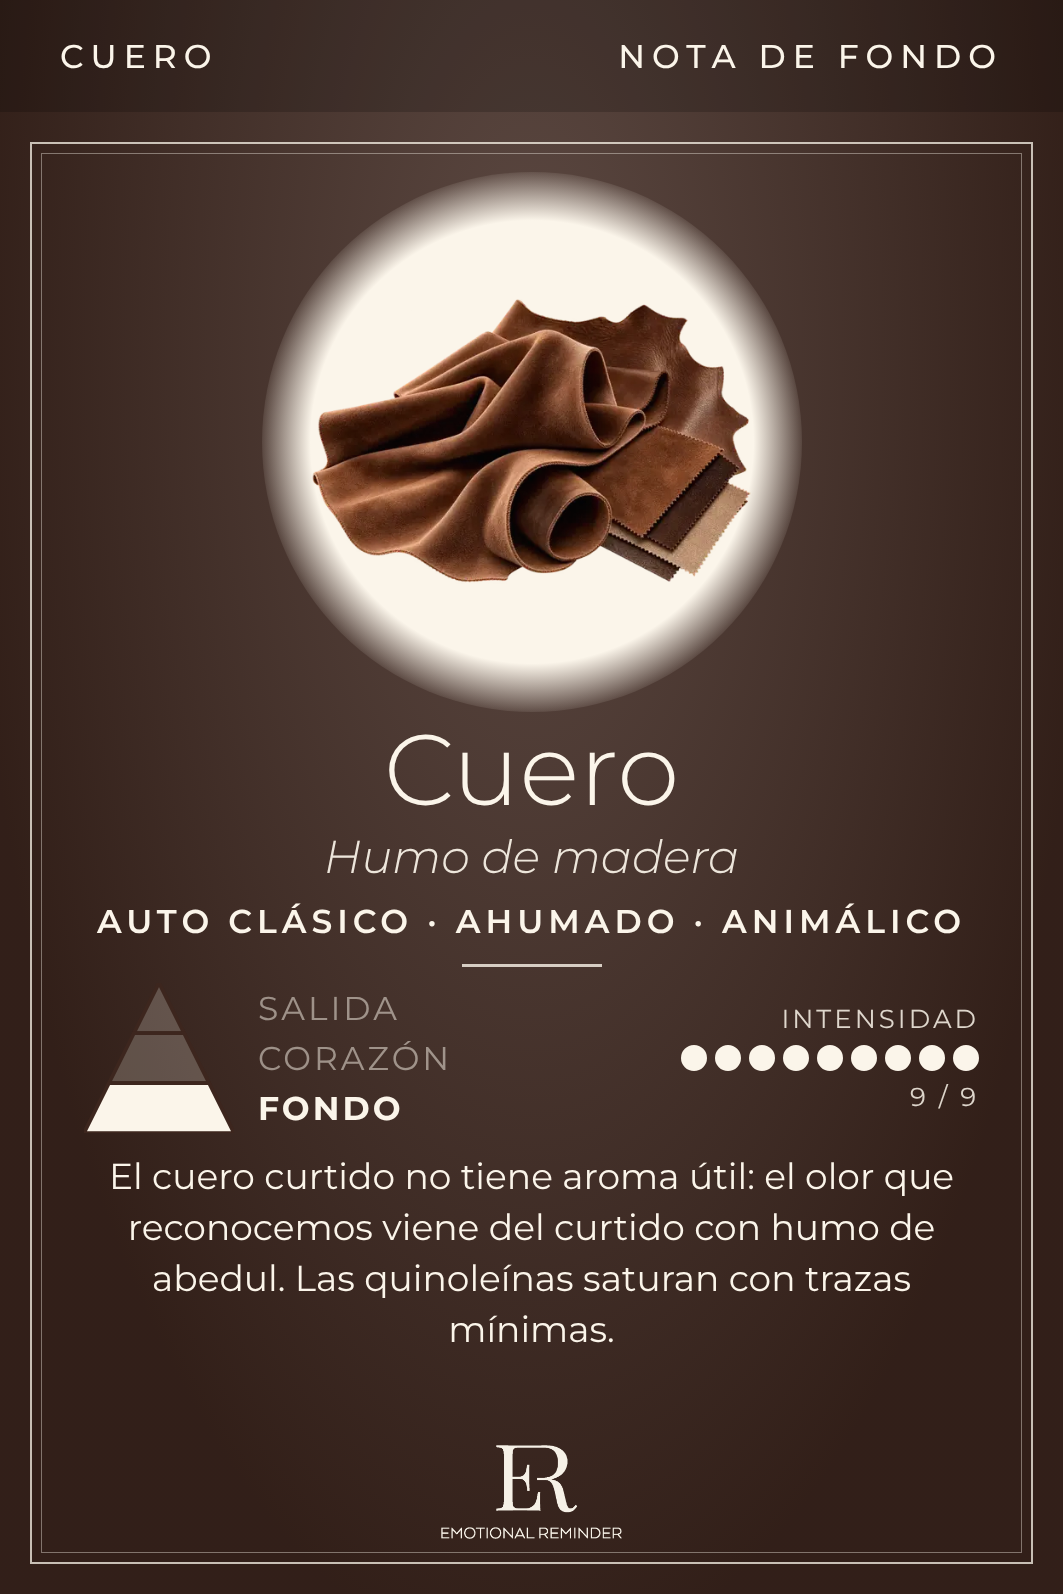 CUERO
NOTA DE FONDO
Cuero
Humo de madera
AUTO CLÁSICO · AHUMADO · ANIMÁLICO
SALIDA
CORAZÓN
FONDO
INTENSIDAD
9 / 9
El cuero curtido no tiene aroma útil: el olor que
reconocemos viene del curtido con humo de
abedul. Las quinoleínas saturan con trazas
mínimas.
ER
EMOTIONAL REMINDER